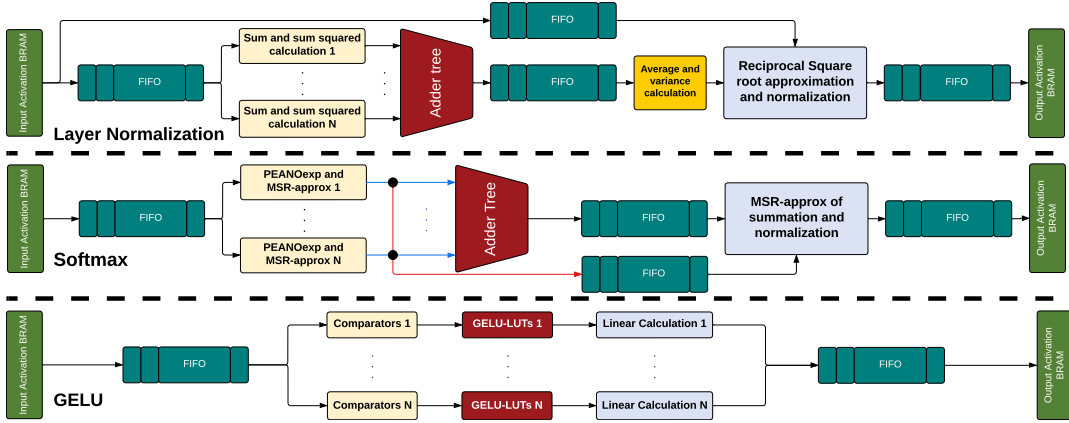 Input Activation BRAM
FIFO
Sum and sum squared
calculation 1
Sum and sum squared
calculation N
Adder tree
FIFO
FIFO
Average and
variance
calculation
Reciprocal Square
root approximation
and normalization
FIFO
Output Activation
BRAM
Layer Normalization
Input Activation BRAM
FIFO
PEANOexp and
MSR-approx 1
PEANOexp and
MSR-approx N
Adder Tree
FIFO
FIFO
MSR-approx of
summation and
normalization
FIFO
Output Activation
BRAM
Softmax
Input Activation BRAM
FIFO
Comparators 1
GELU-LUTs 1
Linear Calculation 1
Comparators N
GELU-LUTs N
Linear Calculation N
FIFO
Output Activation
BRAM
GELU